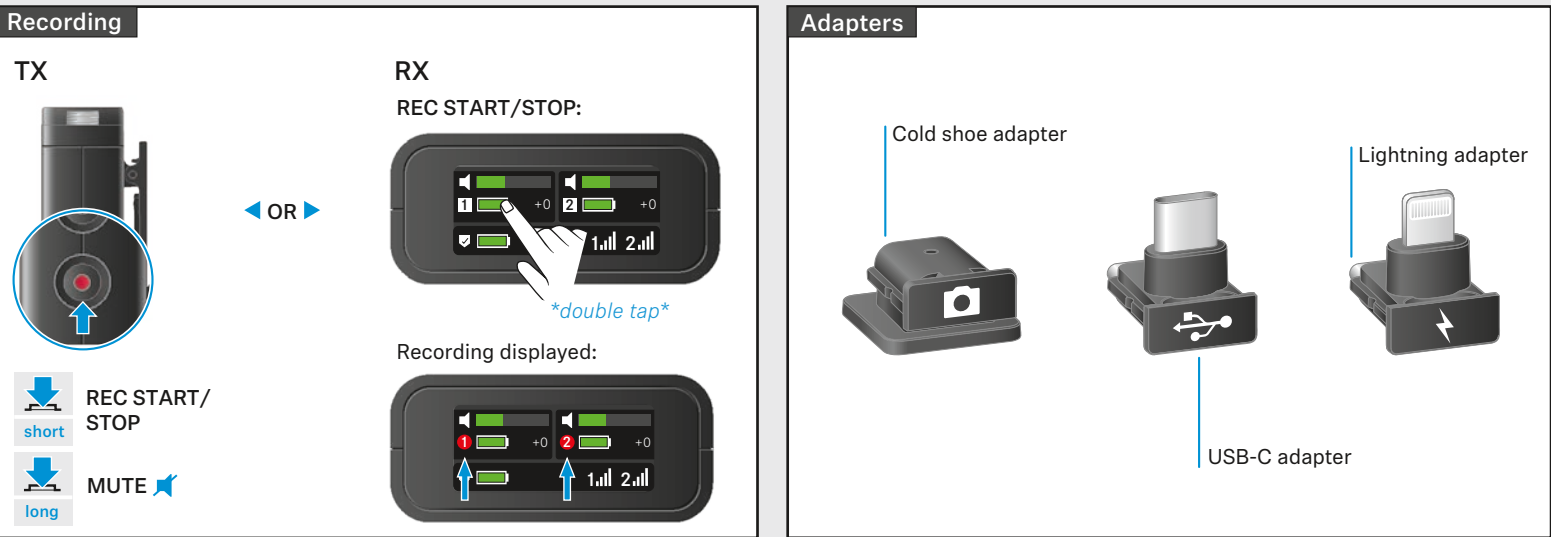 Recording
TX
◀ OR ▶
short
REC START/
STOP
long
MUTE
RX
REC START/STOP:
1 +0 2 +0
1 2
*double tap*
Recording displayed:
1 +0 2 +0
1 2
Adapters
Cold shoe adapter
Lightning adapter
USB-C adapter